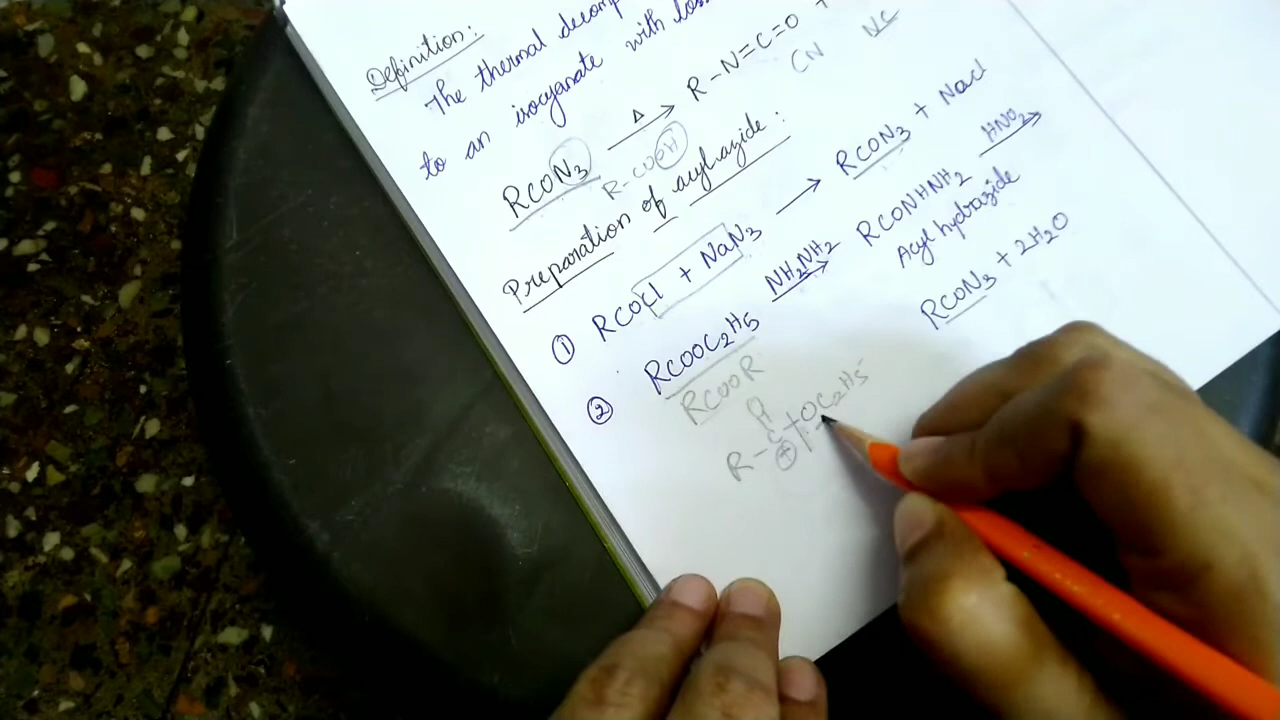 Definition:
The thermal decomp
to an isocyanate with loss
RCON3 Δ→ R-N=C=O +
CN NC
R-COOH
Preparation of acylazide:
① RCOCl + NaN3 → RCON3 + NaCl
② RCOOC2H5 NH2NH2→ RCONHNH2 HNO2→
Acyl hydrazide
RCON3 + 2H2O
RCOOR
O
R-C+OC2H5
⊕